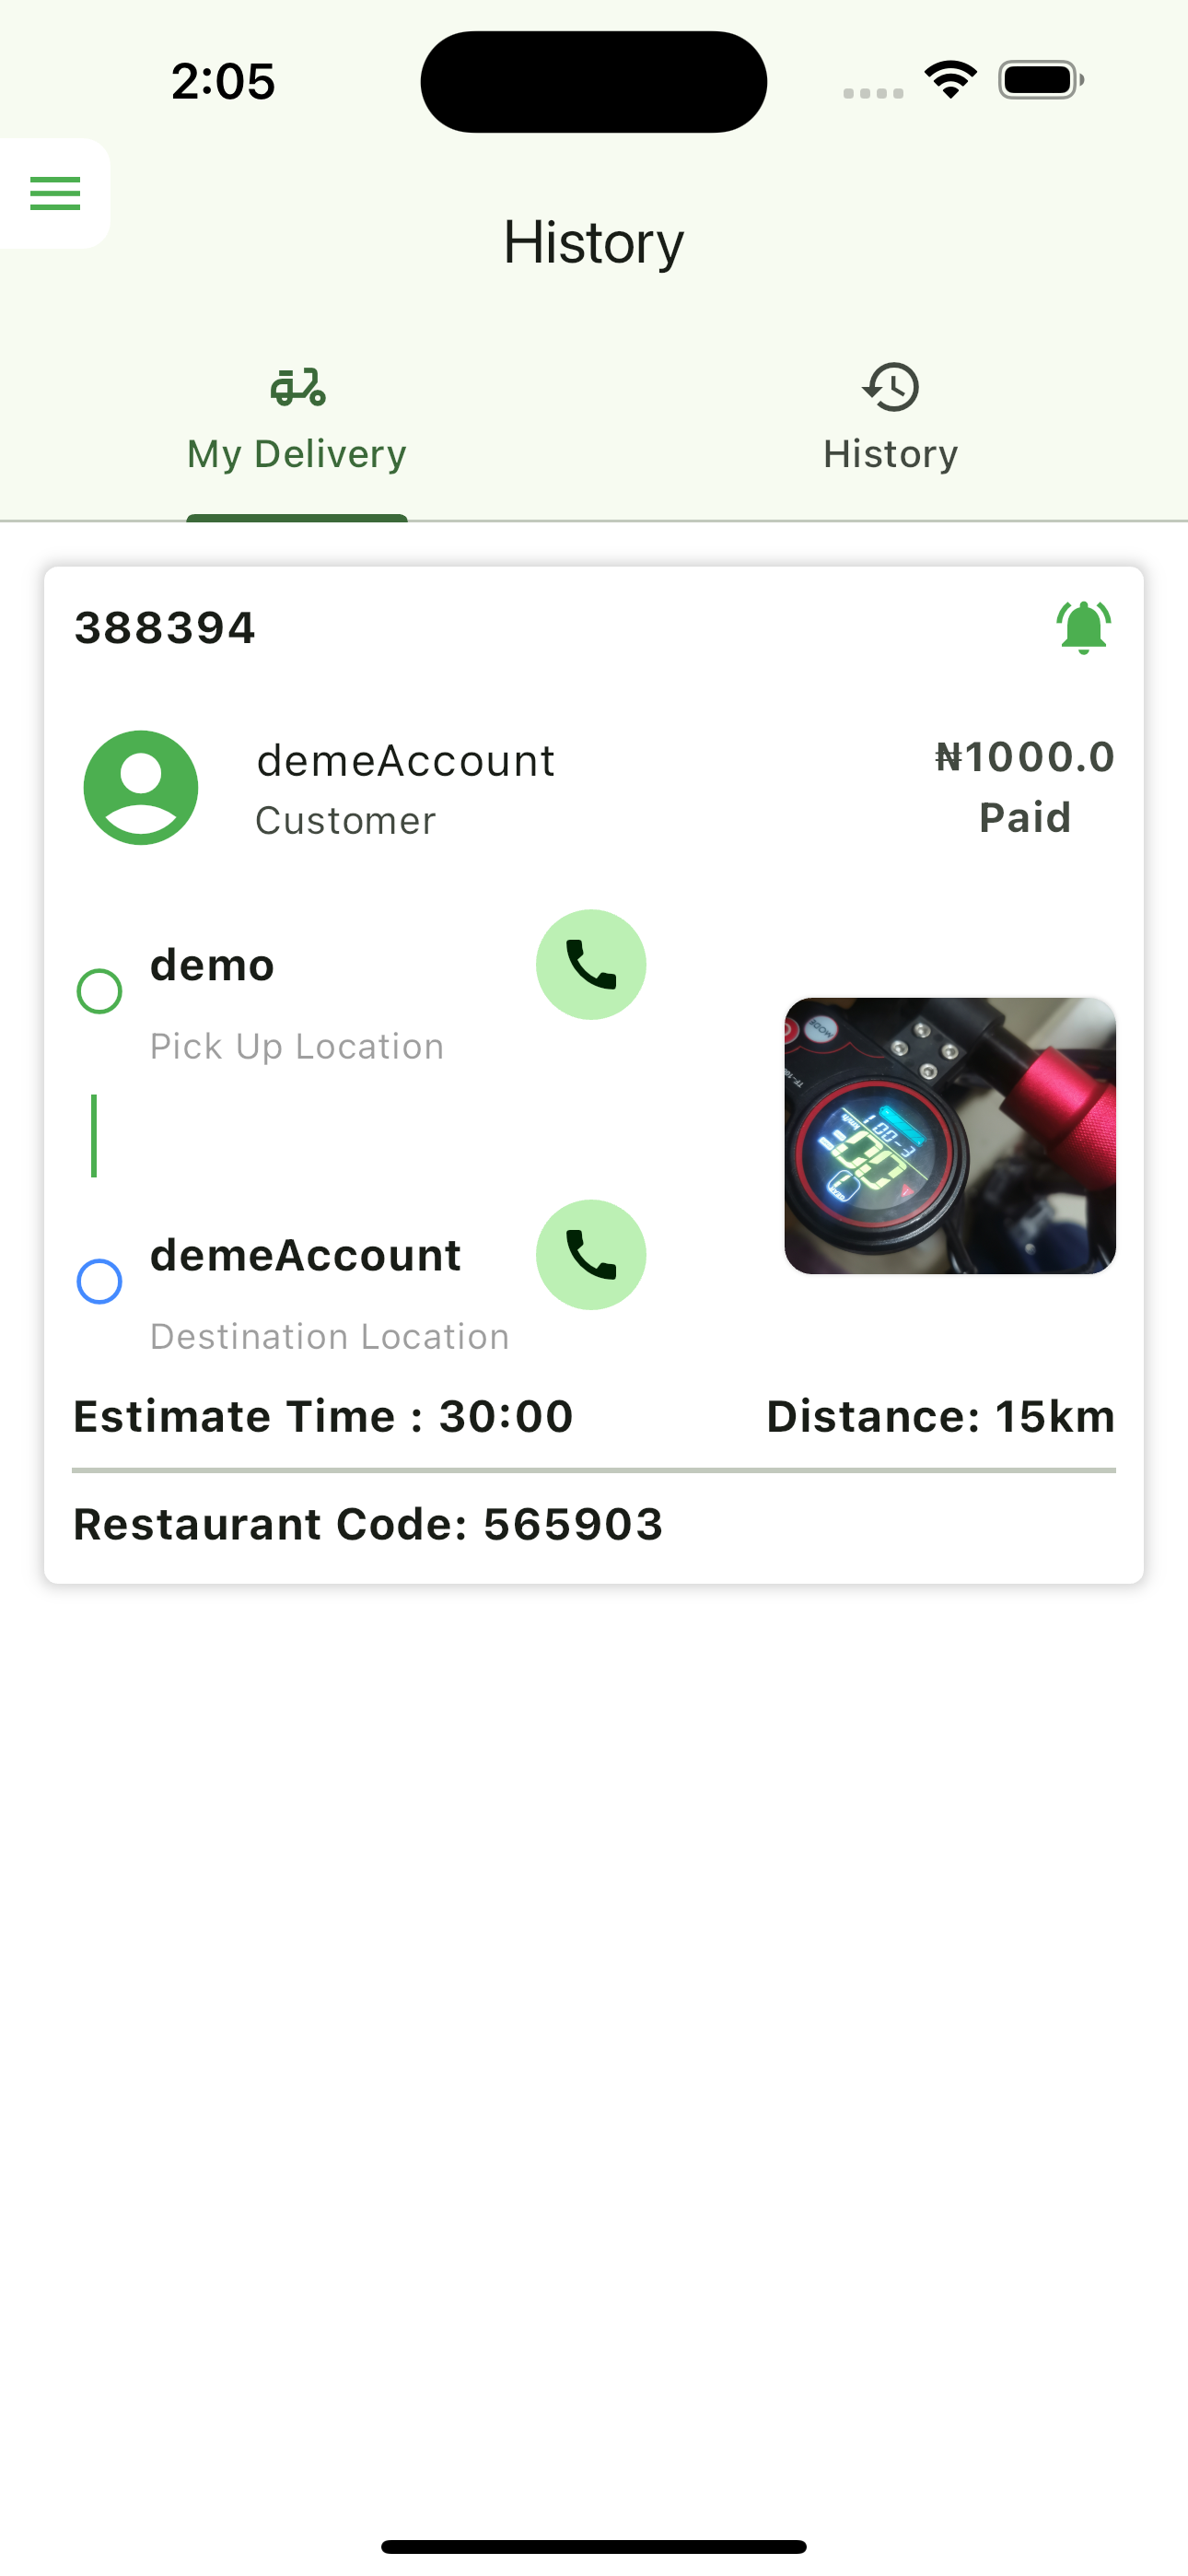 2:05
History
My Delivery
History
388394
demeAccount
₦1000.0
Customer
Paid
demo
Pick Up Location
MODE
demeAccount
Destination Location
Estimate Time : 30:00
Distance: 15km
Restaurant Code: 565903